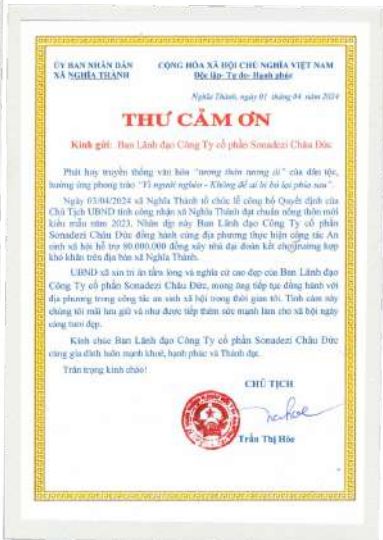 ỦY BAN NHÂN DÂN
XÃ NGHĨA THÀNH
CỘNG HÒA XÃ HỘI CHỦ NGHĨA VIỆT NAM
Độc lập- Tự do- Hạnh phúc
Nghĩa Thành, ngày 01 tháng 04 năm 2024
THƯ CẢM ƠN
Kính gửi: Ban Lãnh đạo Công Ty cổ phần Sonadezi Châu Đức
Phát huy truyền thống văn hóa "tương thân tương ái" của dân tộc,
hưởng ứng phong trào "Vì người nghèo - Không để ai bị bỏ lại phía sau".
Ngày 03/04/2024 xã Nghĩa Thành tổ chức lễ công bố Quyết định của
Chủ Tịch UBND tỉnh công nhận xã Nghĩa Thành đạt chuẩn nông thôn mới
kiểu mẫu năm 2023. Nhân dịp này Ban Lãnh đạo Công Ty cổ phần
Sonadezi Châu Đức đồng hành cùng địa phương thực hiện công tác An
sinh xã hội hỗ trợ 80.000.000 đồng xây nhà đại đoàn kết cho trường hợp
khó khăn trên địa bàn xã Nghĩa Thành.
UBND xã xin tri ân tấm lòng và nghĩa cử cao đẹp của Ban Lãnh đạo
Công Ty cổ phần Sonadezi Châu Đức, mong ông tiếp tục đồng hành với
địa phương trong công tác an sinh xã hội trong thời gian tới. Tình cảm này
chúng tôi mãi lưu giữ và như được tiếp thêm sức mạnh làm cho xã hội ngày
càng tươi đẹp.
Kính chúc Ban Lãnh đạo Công Ty cổ phần Sonadezi Châu Đức
cùng gia đình luôn mạnh khoẻ, hạnh phúc và Thành đạt.
Trân trọng kính chào!
CHỦ TỊCH
Trần Thị Hòe